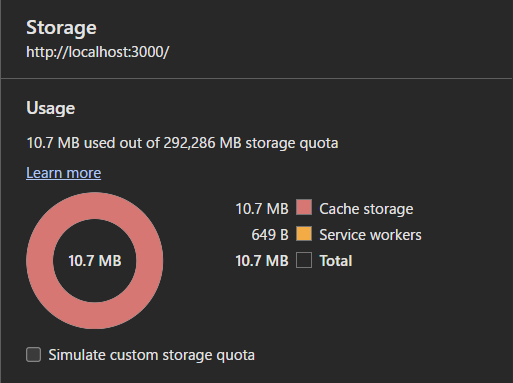 Storage
http://localhost:3000/
Usage
10.7 MB used out of 292,286 MB storage quota
Learn more
10.7 MB
10.7 MB Cache storage
649 B Service workers
10.7 MB Total
Simulate custom storage quota